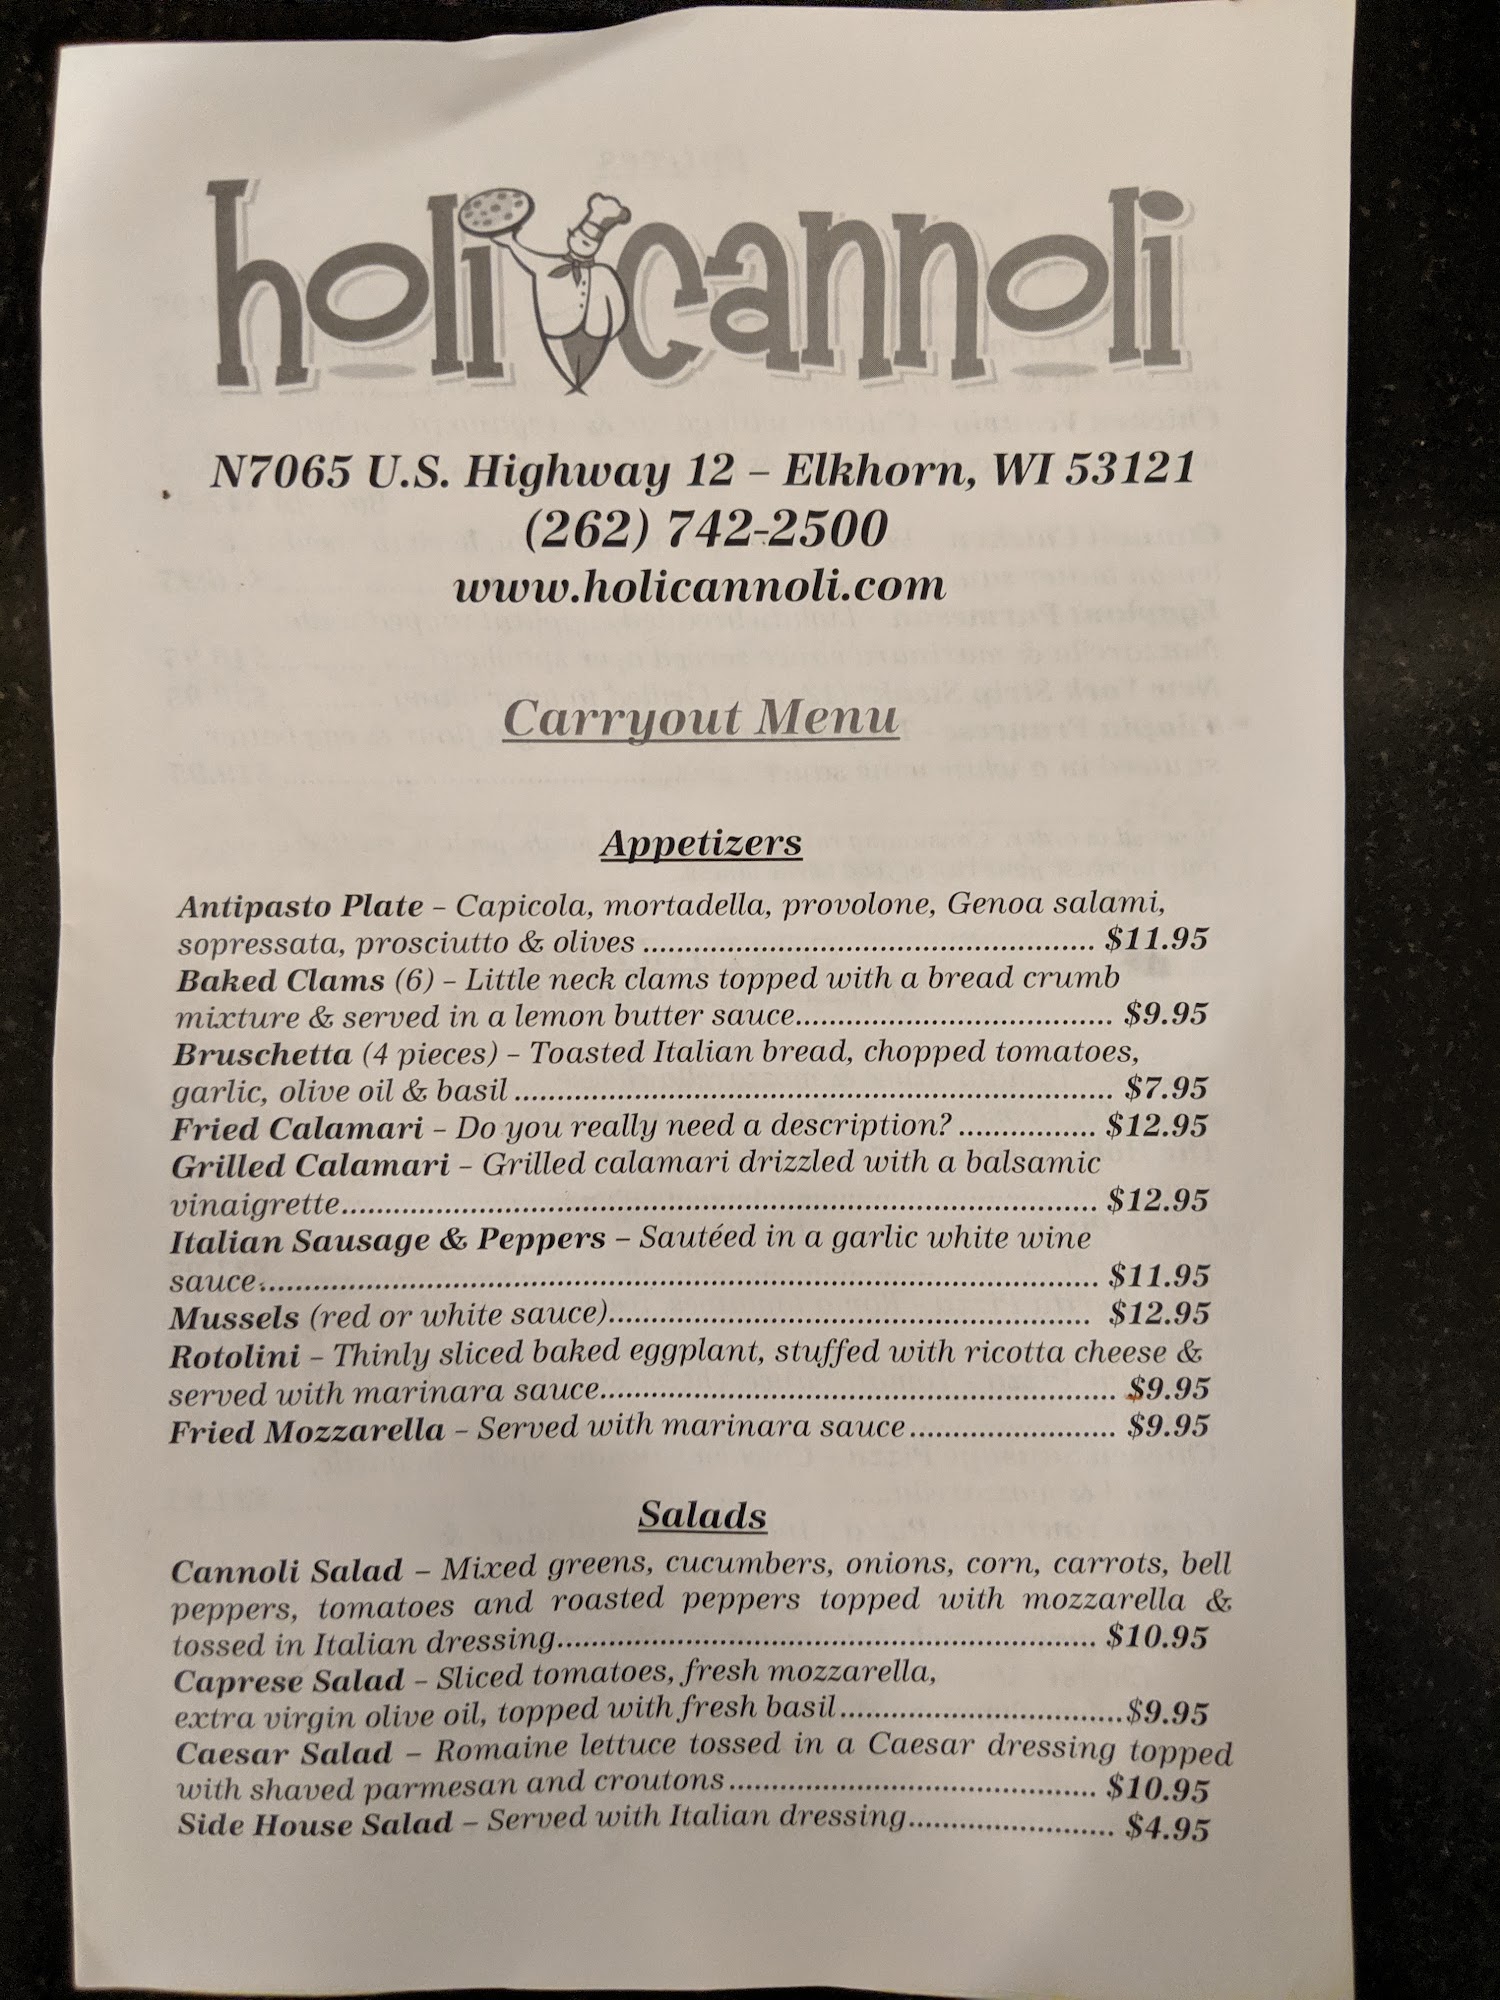 holi cannoli
N7065 U.S. Highway 12 – Elkhorn, WI 53121
(262) 742-2500
www.holicannoli.com
Carryout Menu
Appetizers
Antipasto Plate – Capicola, mortadella, provolone, Genoa salami,
sopressata, prosciutto & olives ..................................................... $11.95
Baked Clams (6) – Little neck clams topped with a bread crumb
mixture & served in a lemon butter sauce..................................... $9.95
Bruschetta (4 pieces) – Toasted Italian bread, chopped tomatoes,
garlic, olive oil & basil ...................................................................... $7.95
Fried Calamari – Do you really need a description? ................ $12.95
Grilled Calamari – Grilled calamari drizzled with a balsamic
vinaigrette......................................................................................... $12.95
Italian Sausage & Peppers – Sautéed in a garlic white wine
sauce................................................................................................... $11.95
Mussels (red or white sauce)......................................................... $12.95
Rotolini – Thinly sliced baked eggplant, stuffed with ricotta cheese &
served with marinara sauce............................................................. $9.95
Fried Mozzarella – Served with marinara sauce ........................ $9.95
Salads
Cannoli Salad – Mixed greens, cucumbers, onions, corn, carrots, bell
peppers, tomatoes and roasted peppers topped with mozzarella &
tossed in Italian dressing................................................................ $10.95
Caprese Salad – Sliced tomatoes, fresh mozzarella,
extra virgin olive oil, topped with fresh basil .................................$9.95
Caesar Salad – Romaine lettuce tossed in a Caesar dressing topped
with shaved parmesan and croutons ........................................... $10.95
Side House Salad – Served with Italian dressing........................ $4.95